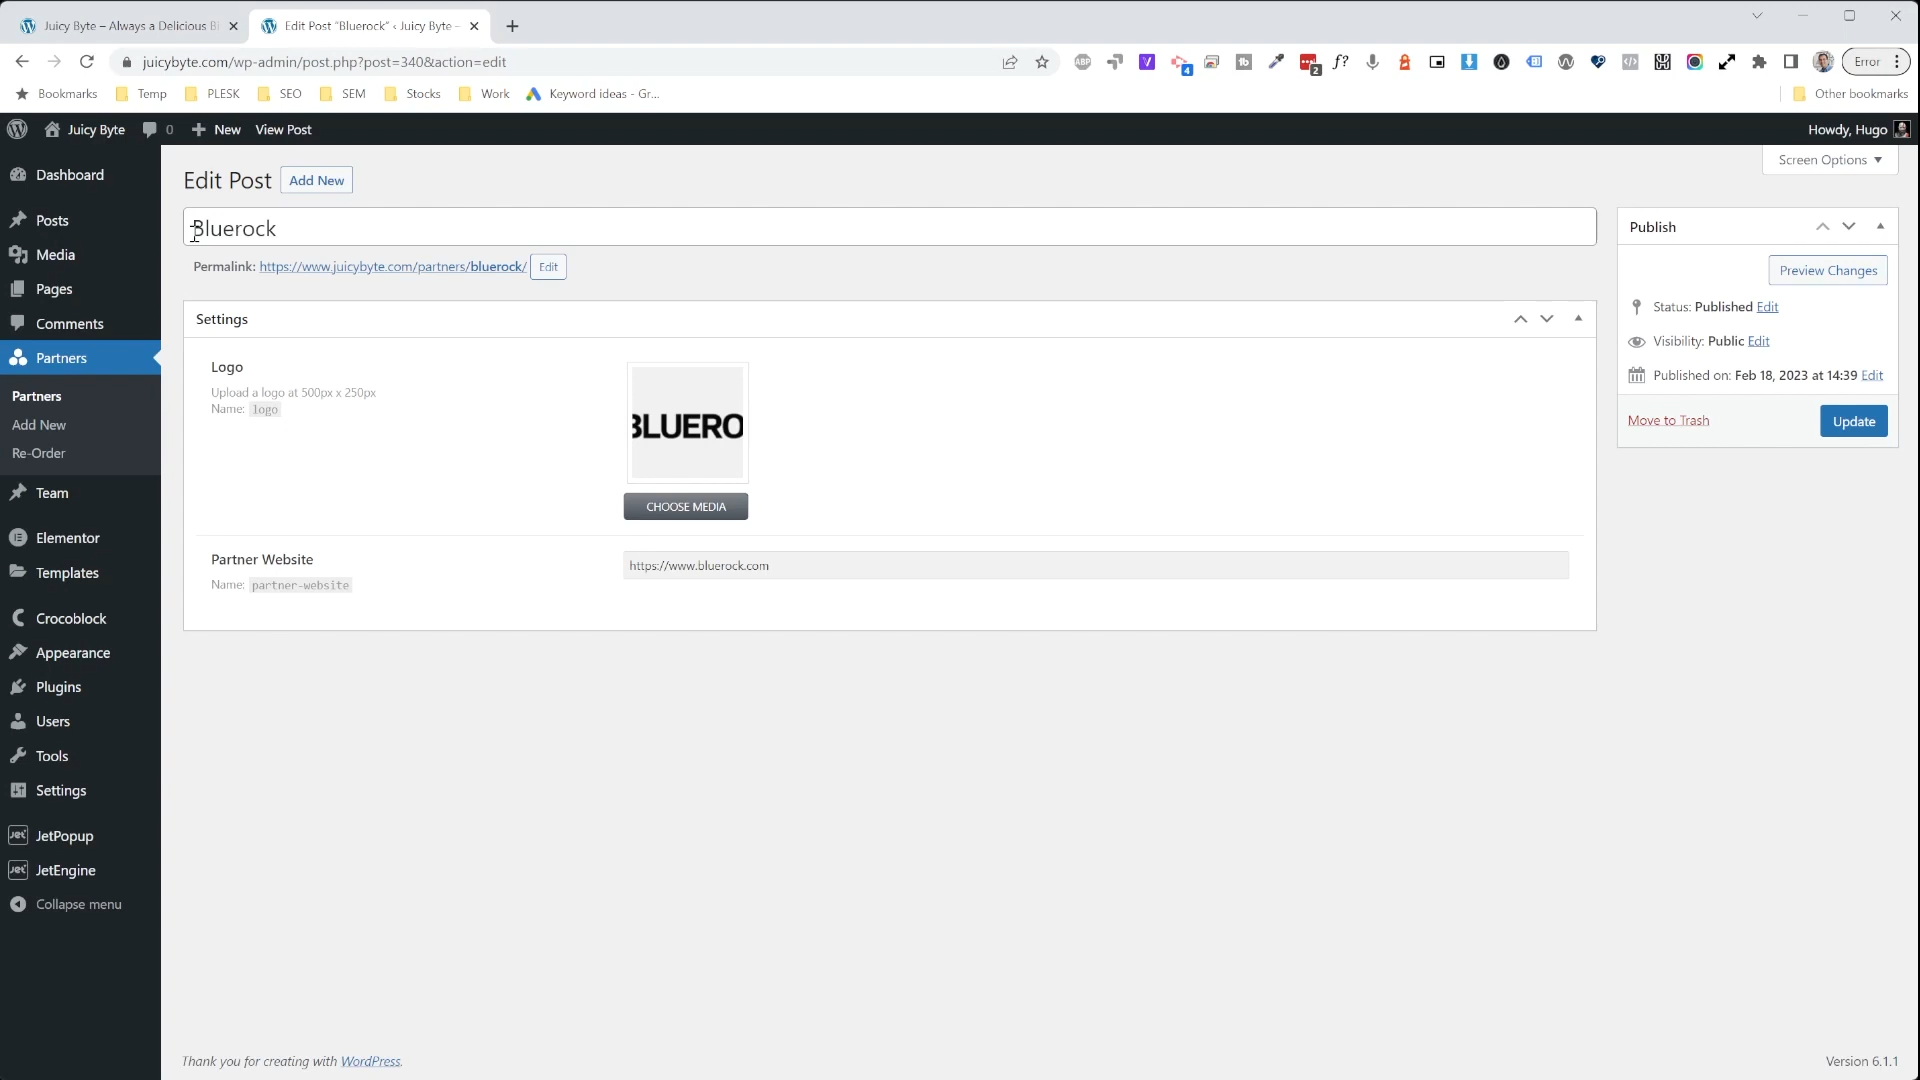 Juicy Byte – Always a Delicious Bi
Edit Post "Bluerock" ‹ Juicy Byte –
juicybyte.com/wp-admin/post.php?post=340&action=edit
ABP
4
2
f?
Error
Bookmarks
Temp
PLESK
SEO
SEM
Stocks
Work
Keyword ideas - Gr...
Other bookmarks
Juicy Byte
0
New
View Post
Howdy, Hugo
Screen Options
Dashboard
Posts
Media
Pages
Comments
Partners
Partners
Add New
Re-Order
Team
Elementor
Templates
Crocoblock
Appearance
Plugins
Users
Tools
Settings
JetPopup
JetEngine
Collapse menu
Edit Post
Add New
Bluerock
Permalink: https://www.juicybyte.com/partners/bluerock/ Edit
Settings
Logo
Upload a logo at 500px x 250px
Name: logo
BLUERO
CHOOSE MEDIA
Partner Website
Name: partner-website
https://www.bluerock.com
Publish
Preview Changes
Status: Published Edit
Visibility: Public Edit
Published on: Feb 18, 2023 at 14:39 Edit
Move to Trash
Update
Thank you for creating with WordPress.
Version 6.1.1